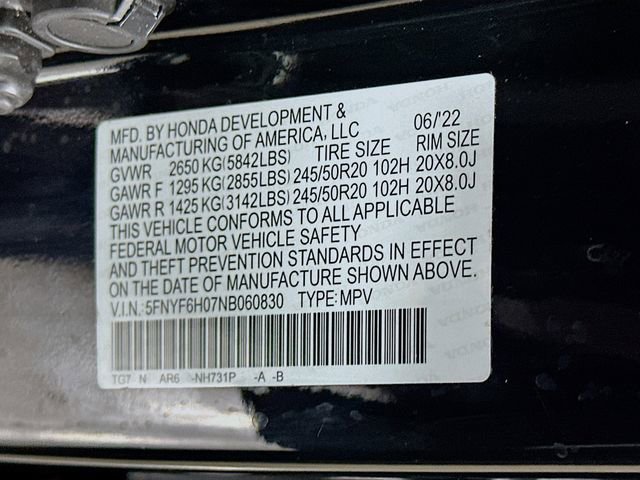 MFD. BY HONDA DEVELOPMENT &
MANUFACTURING OF AMERICA, LLC 06/'22
GVWR 2650 KG (5842LBS) TIRE SIZE RIM SIZE
GAWR F 1295 KG (2855LBS) 245/50R20 102H 20X8.0J
GAWR R 1425 KG (3142LBS) 245/50R20 102H 20X8.0J
THIS VEHICLE CONFORMS TO ALL APPLICABLE
FEDERAL MOTOR VEHICLE SAFETY
AND THEFT PREVENTION STANDARDS IN EFFECT
ON THE DATE OF MANUFACTURE SHOWN ABOVE.
V.I.N.:5FNYF6H07NB060830 TYPE:MPV
TG7 N AR6 -NH731P -A -B